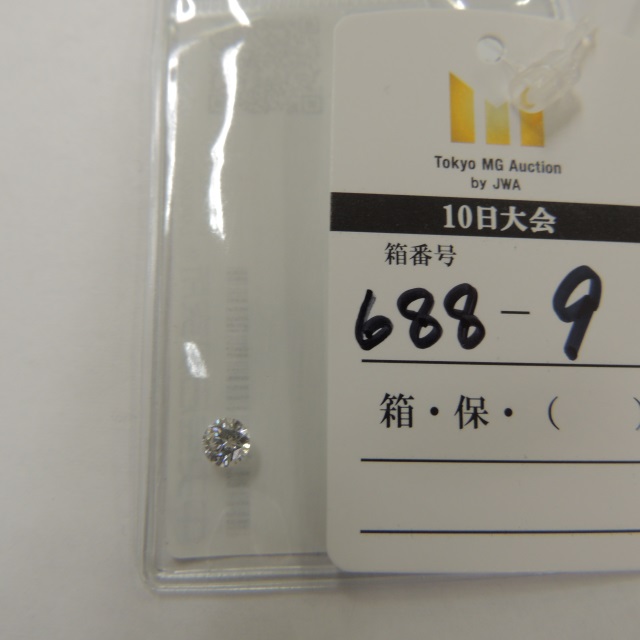 Tokyo MG Auction
by JWA
10日大会
箱番号
688-9
箱・保・（　　）